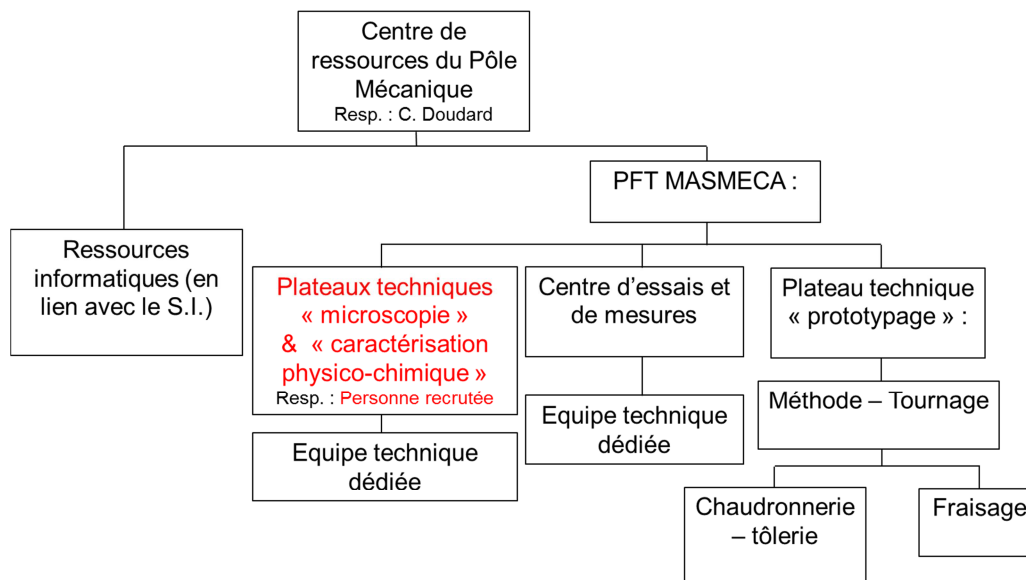 Centre de
ressources du Pôle
Mécanique
Resp. : C. Doudard
PFT MASMECA :
Ressources
informatiques (en
lien avec le S.I.)
Plateaux techniques
« microscopie »
& « caractérisation
physico-chimique »
Resp. : Personne recrutée
Centre d'essais et
de mesures
Plateau technique
« prototypage » :
Equipe technique
dédiée
Equipe technique
dédiée
Méthode – Tournage
Chaudronnerie
– tôlerie
Fraisage